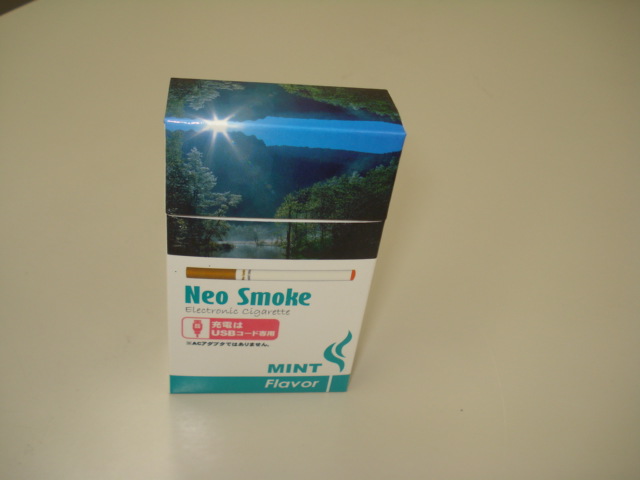 Neo Smoke
Electronic Cigarette
充電は
USBコード専用
※ACアダプタではありません。
MINT
Flavor